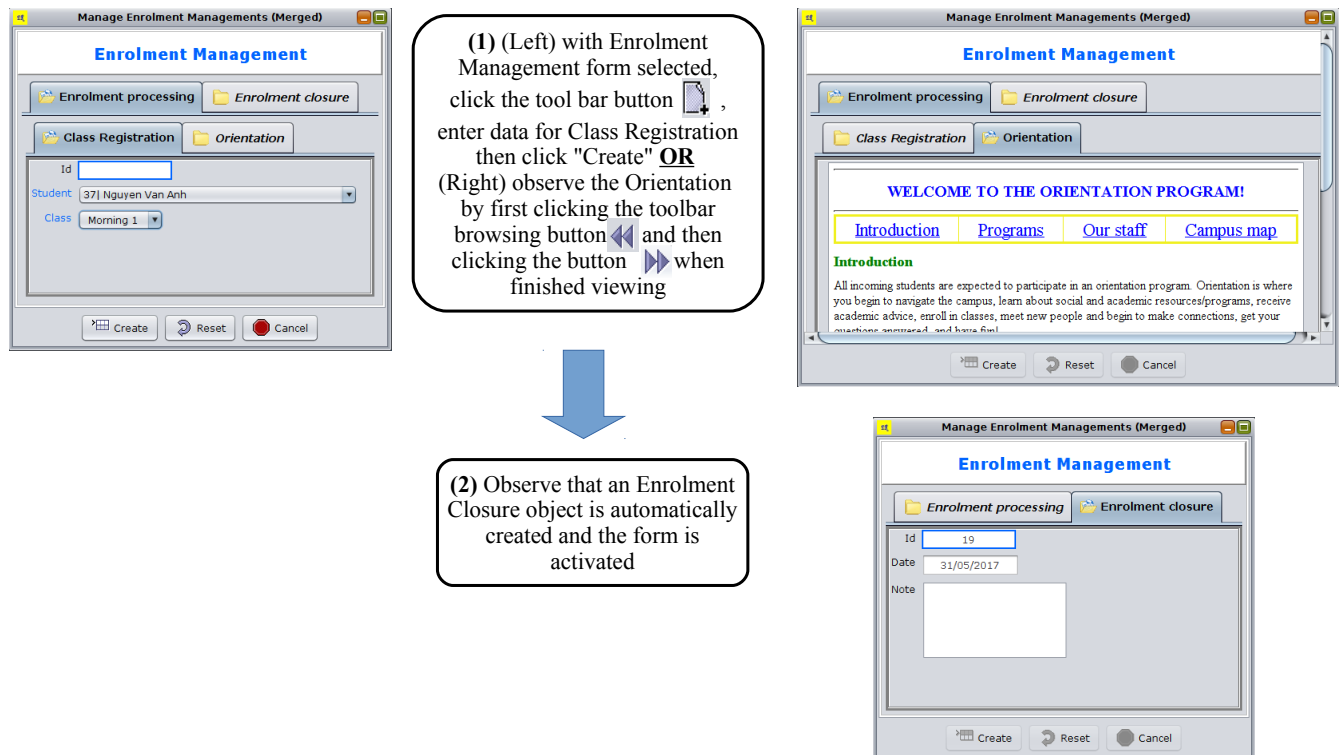 Manage Enrolment Managements (Merged)
Enrolment Management
Enrolment processing Enrolment closure
Class Registration Orientation
Id
Student 37| Nguyen Van Anh
Class Morning 1
Create Reset Cancel
(1) (Left) with Enrolment
Management form selected,
click the tool bar button ,
enter data for Class Registration
then click "Create" OR
(Right) observe the Orientation
by first clicking the toolbar
browsing button and then
clicking the button when
finished viewing
Manage Enrolment Managements (Merged)
Enrolment Management
Enrolment processing Enrolment closure
Class Registration Orientation
WELCOME TO THE ORIENTATION PROGRAM!
Introduction Programs Our staff Campus map
Introduction
All incoming students are expected to participate in an orientation program. Orientation is where
you begin to navigate the campus, learn about social and academic resources/programs, receive
academic advice, enroll in classes, meet new people and begin to make connections, get your
questions answered, and have fun!
Create Reset Cancel
(2) Observe that an Enrolment
Closure object is automatically
created and the form is
activated
Manage Enrolment Managements (Merged)
Enrolment Management
Enrolment processing Enrolment closure
Id 19
Date 31/05/2017
Note
Create Reset Cancel